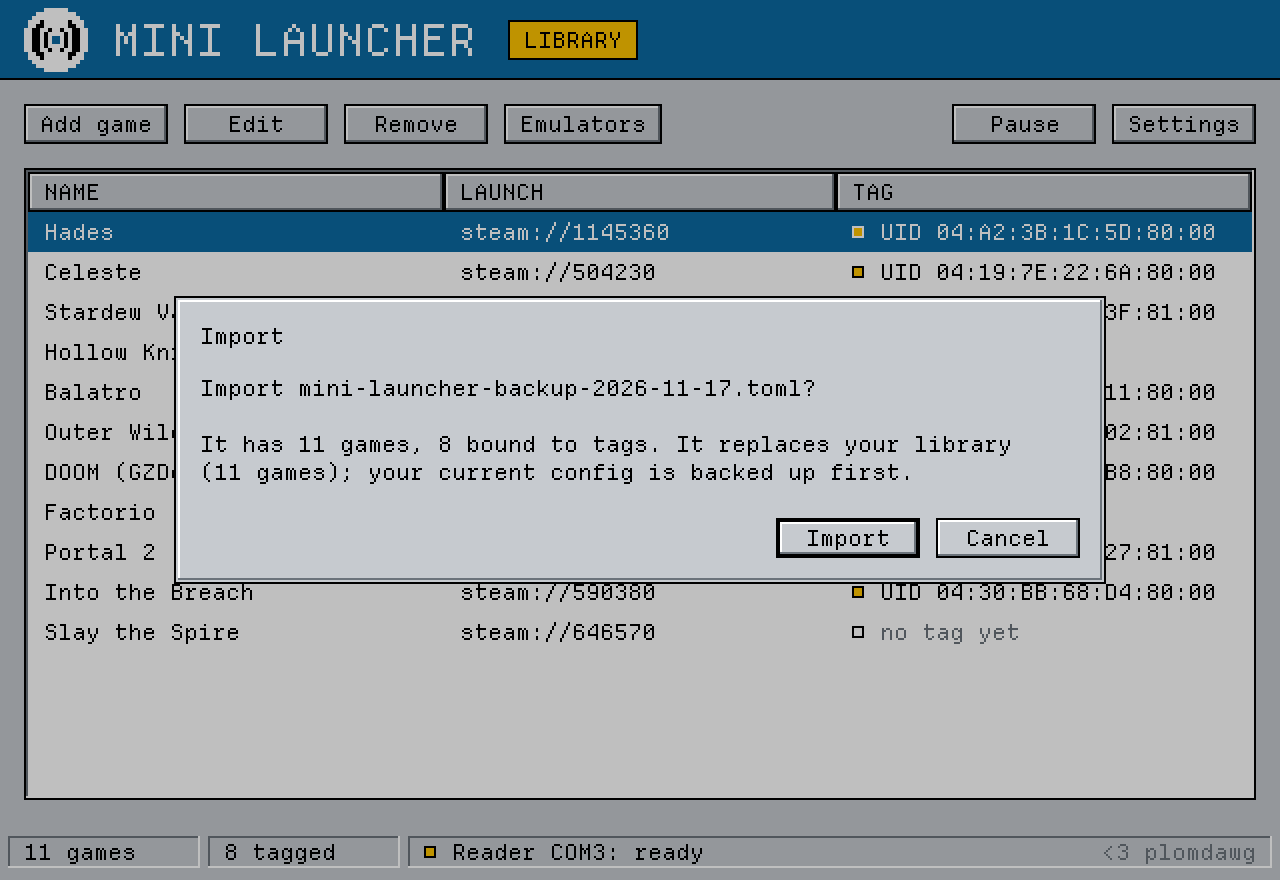 MINI LAUNCHER LIBRARY
Add game Edit Remove Emulators Pause Settings
NAME LAUNCH TAG
Hades steam://1145360 UID 04:A2:3B:1C:5D:80:00
Celeste steam://504230 UID 04:19:7E:22:6A:80:00
Stardew 3F:81:00
Hollow
Balatro 11:80:00
Outer 02:81:00
DOOM B8:80:00
Factorio
Portal 2 27:81:00
Import
Import mini-launcher-backup-2026-11-17.toml?
It has 11 games, 8 bound to tags. It replaces your library
(11 games); your current config is backed up first.
Import Cancel
Into the Breach steam://590380 UID 04:30:BB:68:D4:80:00
Slay the Spire steam://646570 no tag yet
11 games 8 tagged Reader COM3: ready <3 plomdawg